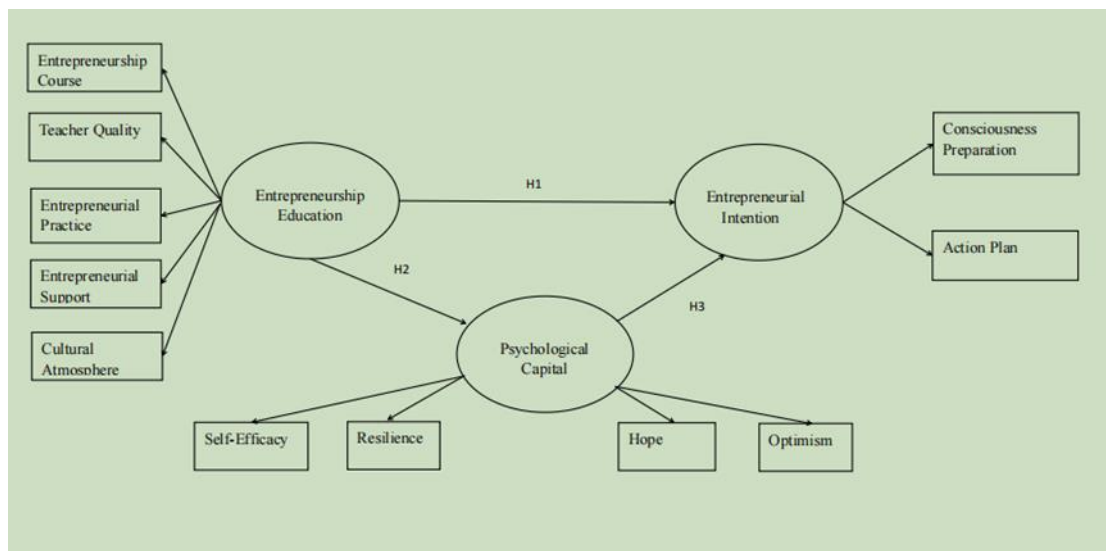 Entrepreneurship
Course
Teacher Quality
Entrepreneurial
Practice
Entrepreneurial
Support
Cultural
Atmosphere
Entrepreneurship
Education
H1
H2
H3
Entrepreneurial
Intention
Psychological
Capital
Consciousness
Preparation
Action Plan
Self-Efficacy
Resilience
Hope
Optimism